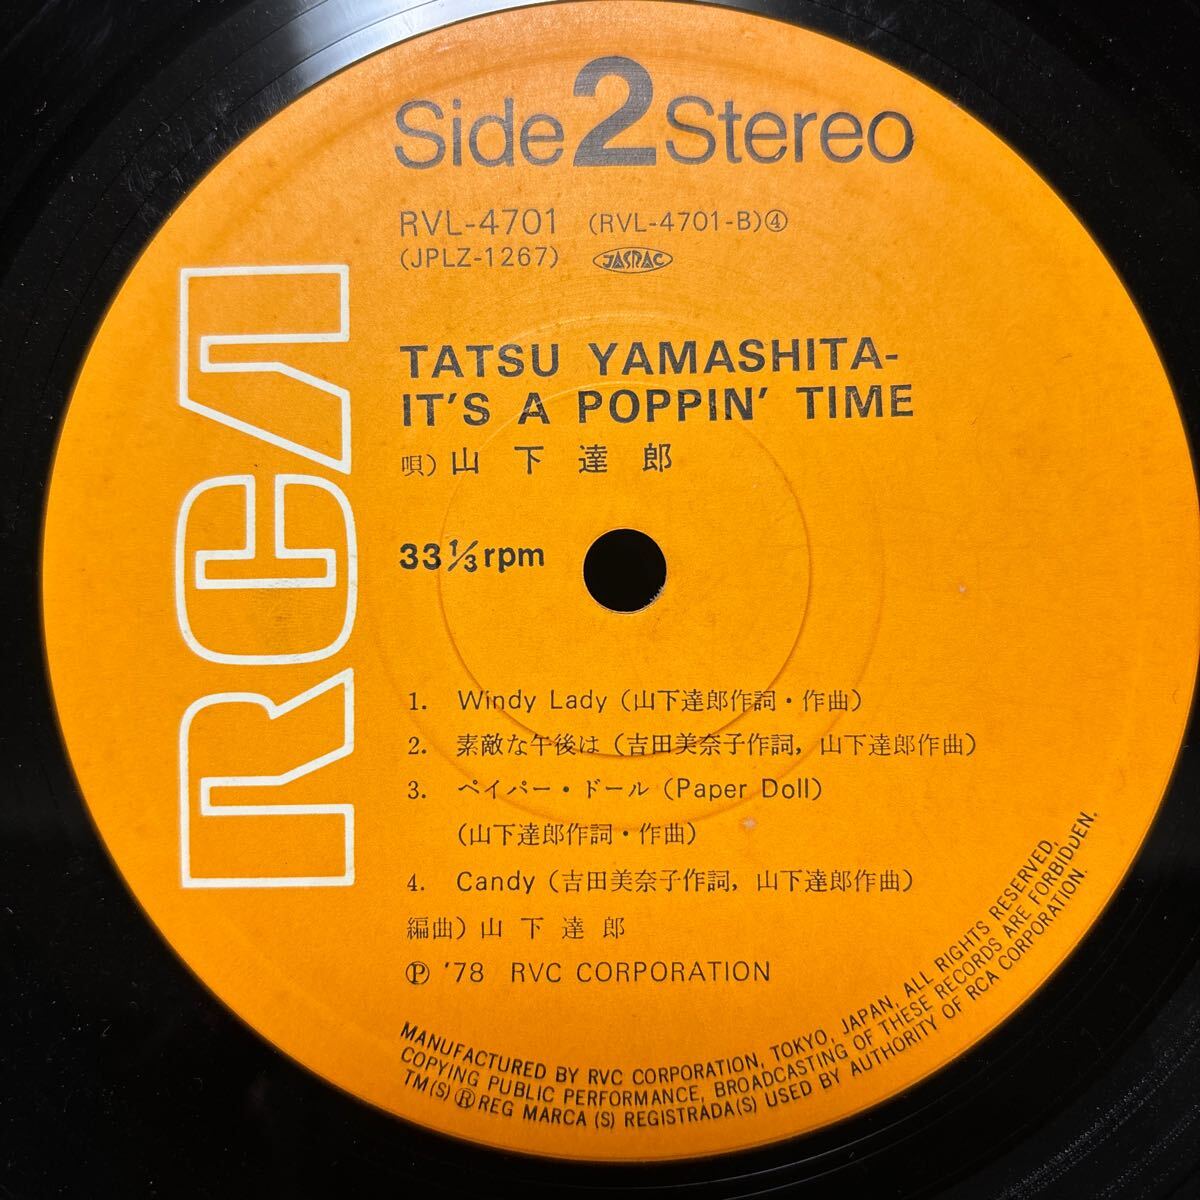 Side 2 Stereo
RVL-4701 (RVL-4701-B)④
(JPLZ-1267) JASRAC
RCA
TATSU YAMASHITA-
IT'S A POPPIN' TIME
唄)山下達郎
33 1/3 rpm
1. Windy Lady (山下達郎作詞・作曲)
2. 素敵な午後は (吉田美奈子作詞, 山下達郎作曲)
3. ペイパー・ドール (Paper Doll)
(山下達郎作詞・作曲)
4. Candy (吉田美奈子作詞, 山下達郎作曲)
編曲)山下達郎
Ⓟ '78 RVC CORPORATION
MANUFACTURED BY RVC CORPORATION, TOKYO, JAPAN, ALL RIGHTS RESERVED,
COPYING PUBLIC PERFORMANCE, BROADCASTING OF THESE RECORDS ARE FORBIDDEN.
TM(S) ® REG MARCA (S) REGISTRADA(S) USED BY AUTHORITY OF RCA CORPORATION.